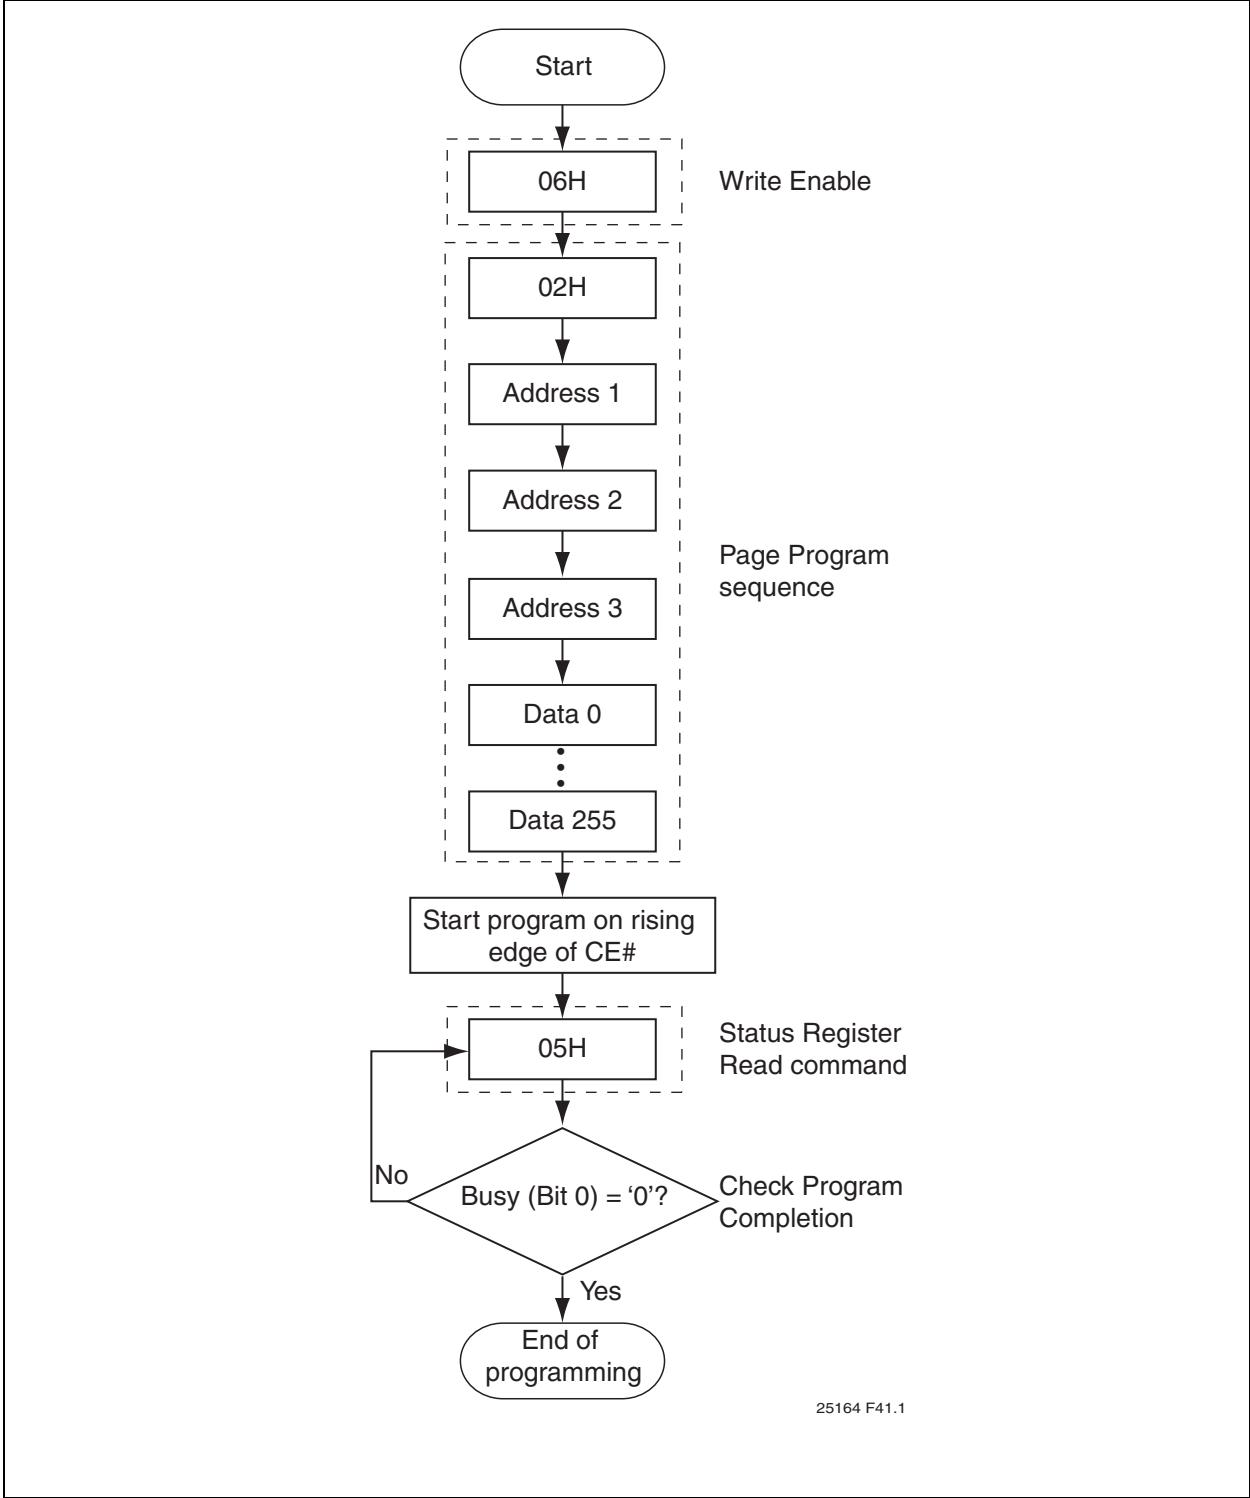 Start
06H
Write Enable
02H
Address 1
Address 2
Address 3
Page Program
sequence
Data 0
Data 255
Start program on rising
edge of CE#
05H
Status Register
Read command
No
Busy (Bit 0) = ‘0’?
Check Program
Completion
Yes
End of
programming
25164 F41.1